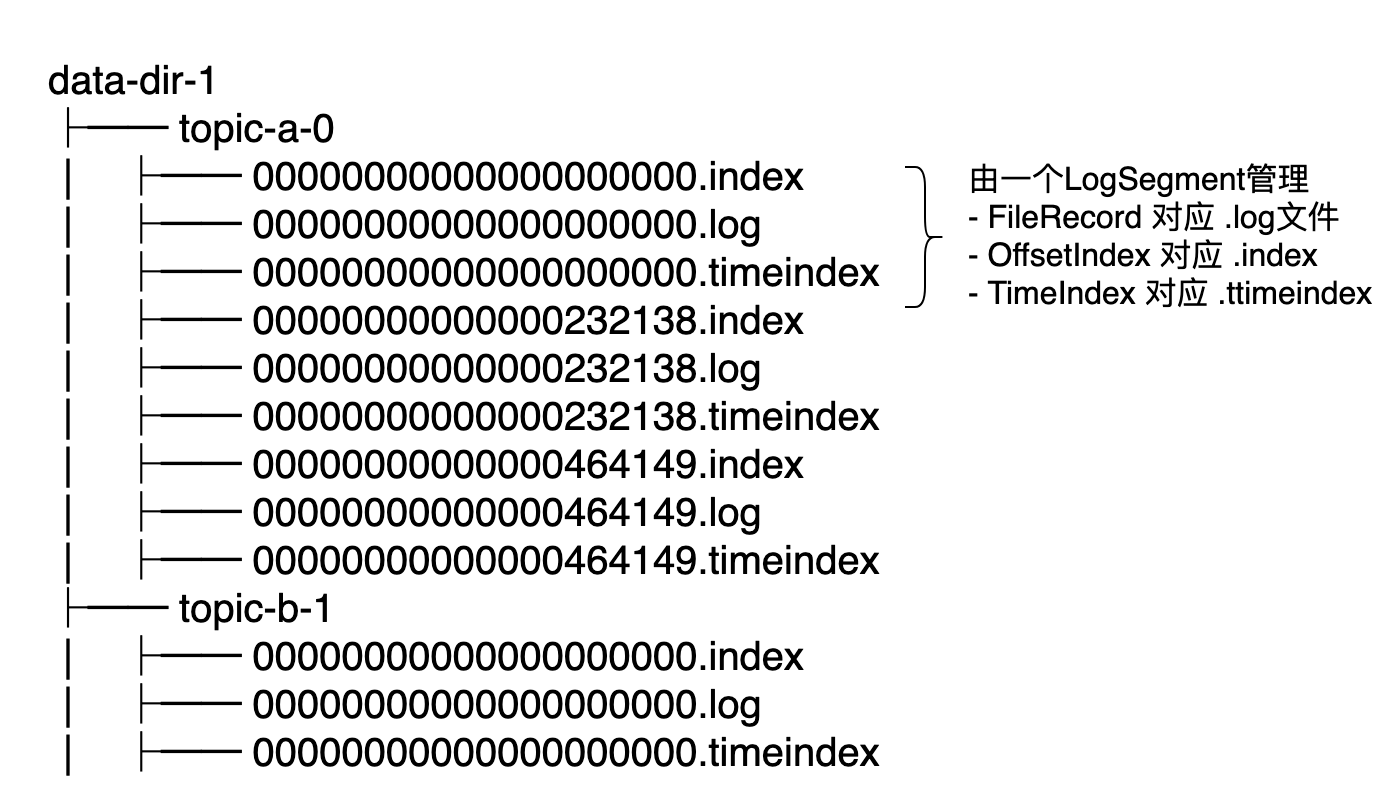 data-dir-1
topic-a-0
00000000000000000000.index
00000000000000000000.log
00000000000000000000.timeindex
00000000000000232138.index
00000000000000232138.log
00000000000000232138.timeindex
00000000000000464149.index
00000000000000464149.log
00000000000000464149.timeindex
topic-b-1
00000000000000000000.index
00000000000000000000.log
00000000000000000000.timeindex
由一个LogSegment管理
- FileRecord 对应 .log文件
- OffsetIndex 对应 .index
- TimeIndex 对应 .ttimeindex